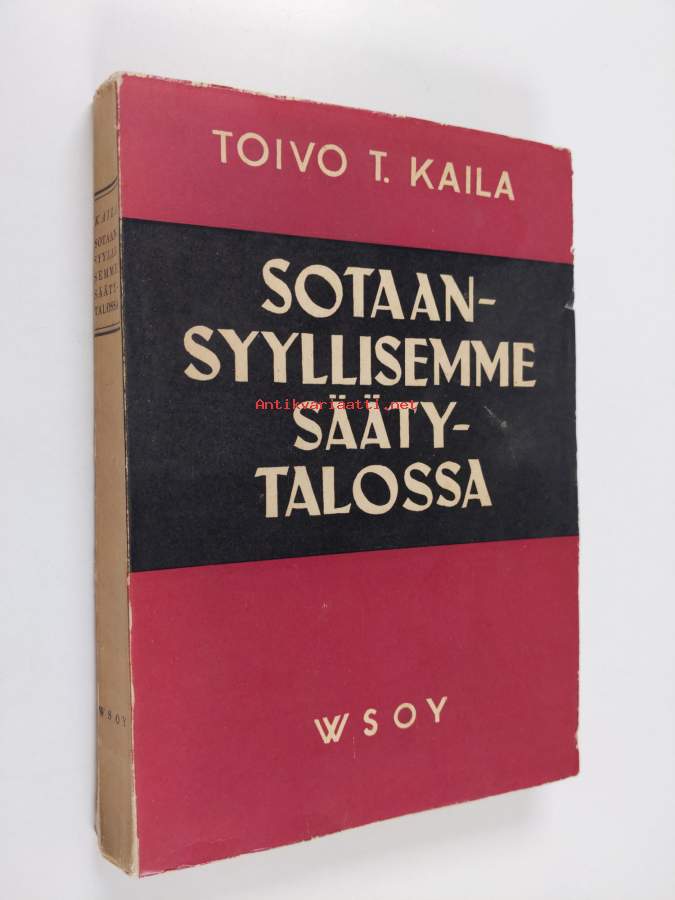 TOIVO T. KAILA
SOTAAN-
SYYLLISEMME
SÄÄTY-
TALOSSA
WSOY
Antikvariaatti.net
KAILA
SOTAAN
SYYLLI
SEMME
SÄÄTY-
TALOSSA
WSOY